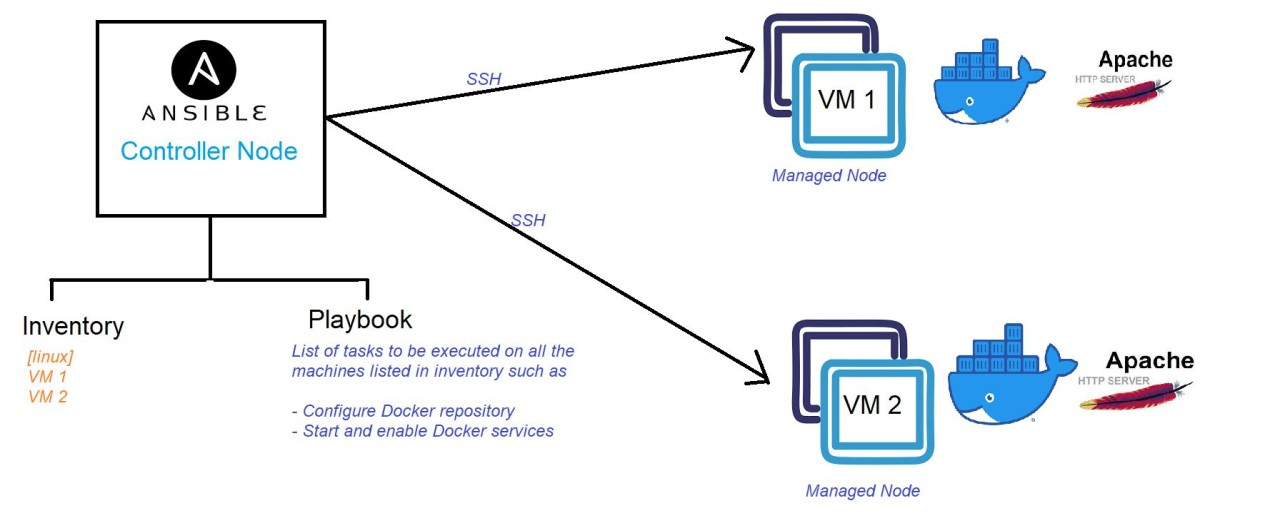 ANSIBLE
Controller Node
SSH
SSH
VM 1
Managed Node
Apache
HTTP SERVER
Inventory
[linux]
VM 1
VM 2
Playbook
List of tasks to be executed on all the
machines listed in inventory such as
- Configure Docker repository
- Start and enable Docker services
VM 2
Managed Node
Apache
HTTP SERVER